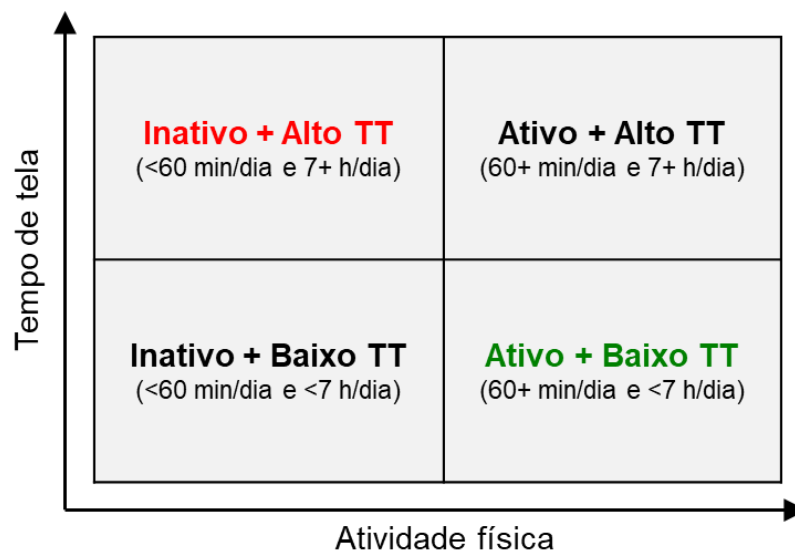 Tempo de tela
Inativo + Alto TT
(<60 min/dia e 7+ h/dia)
Ativo + Alto TT
(60+ min/dia e 7+ h/dia)
Inativo + Baixo TT
(<60 min/dia e <7 h/dia)
Ativo + Baixo TT
(60+ min/dia e <7 h/dia)
Atividade física